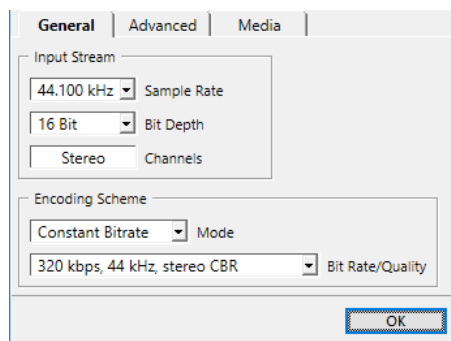 General Advanced Media
Input Stream
44.100 kHz Sample Rate
16 Bit Bit Depth
Stereo Channels
Encoding Scheme
Constant Bitrate Mode
320 kbps, 44 kHz, stereo CBR Bit Rate/Quality
OK